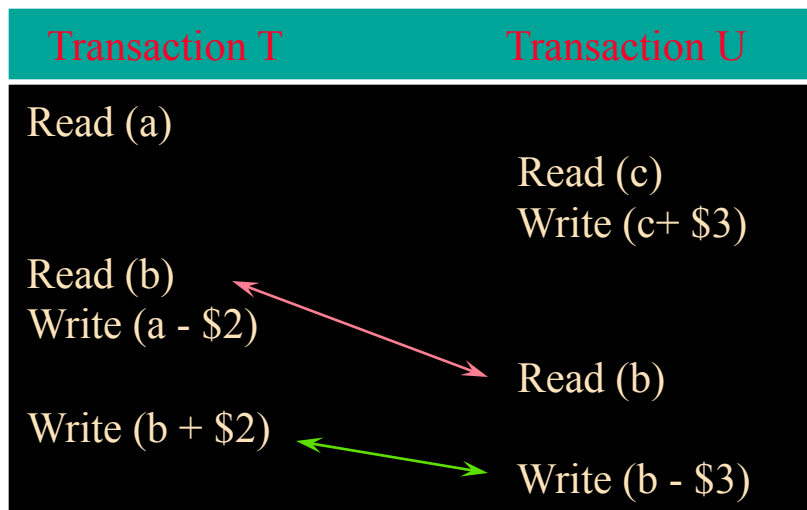 Transaction T Transaction U
Read (a)
Read (c)
Write (c+ $3)
Read (b)
Write (a - $2)
Read (b)
Write (b + $2)
Write (b - $3)